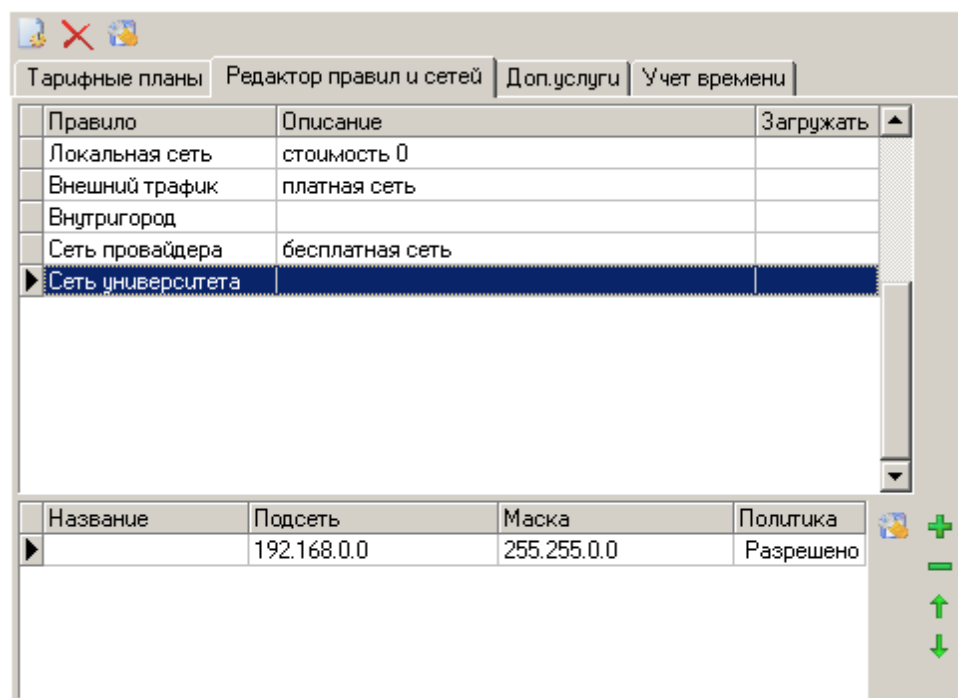 Тарифные планы Редактор правил и сетей Доп.услуги Учет времени
Правило Описание Загружать
Локальная сеть стоимость 0
Внешний трафик платная сеть
Внутригород
Сеть провайдера бесплатная сеть
Сеть университета
Название Подсеть Маска Политика
192.168.0.0 255.255.0.0 Разрешено